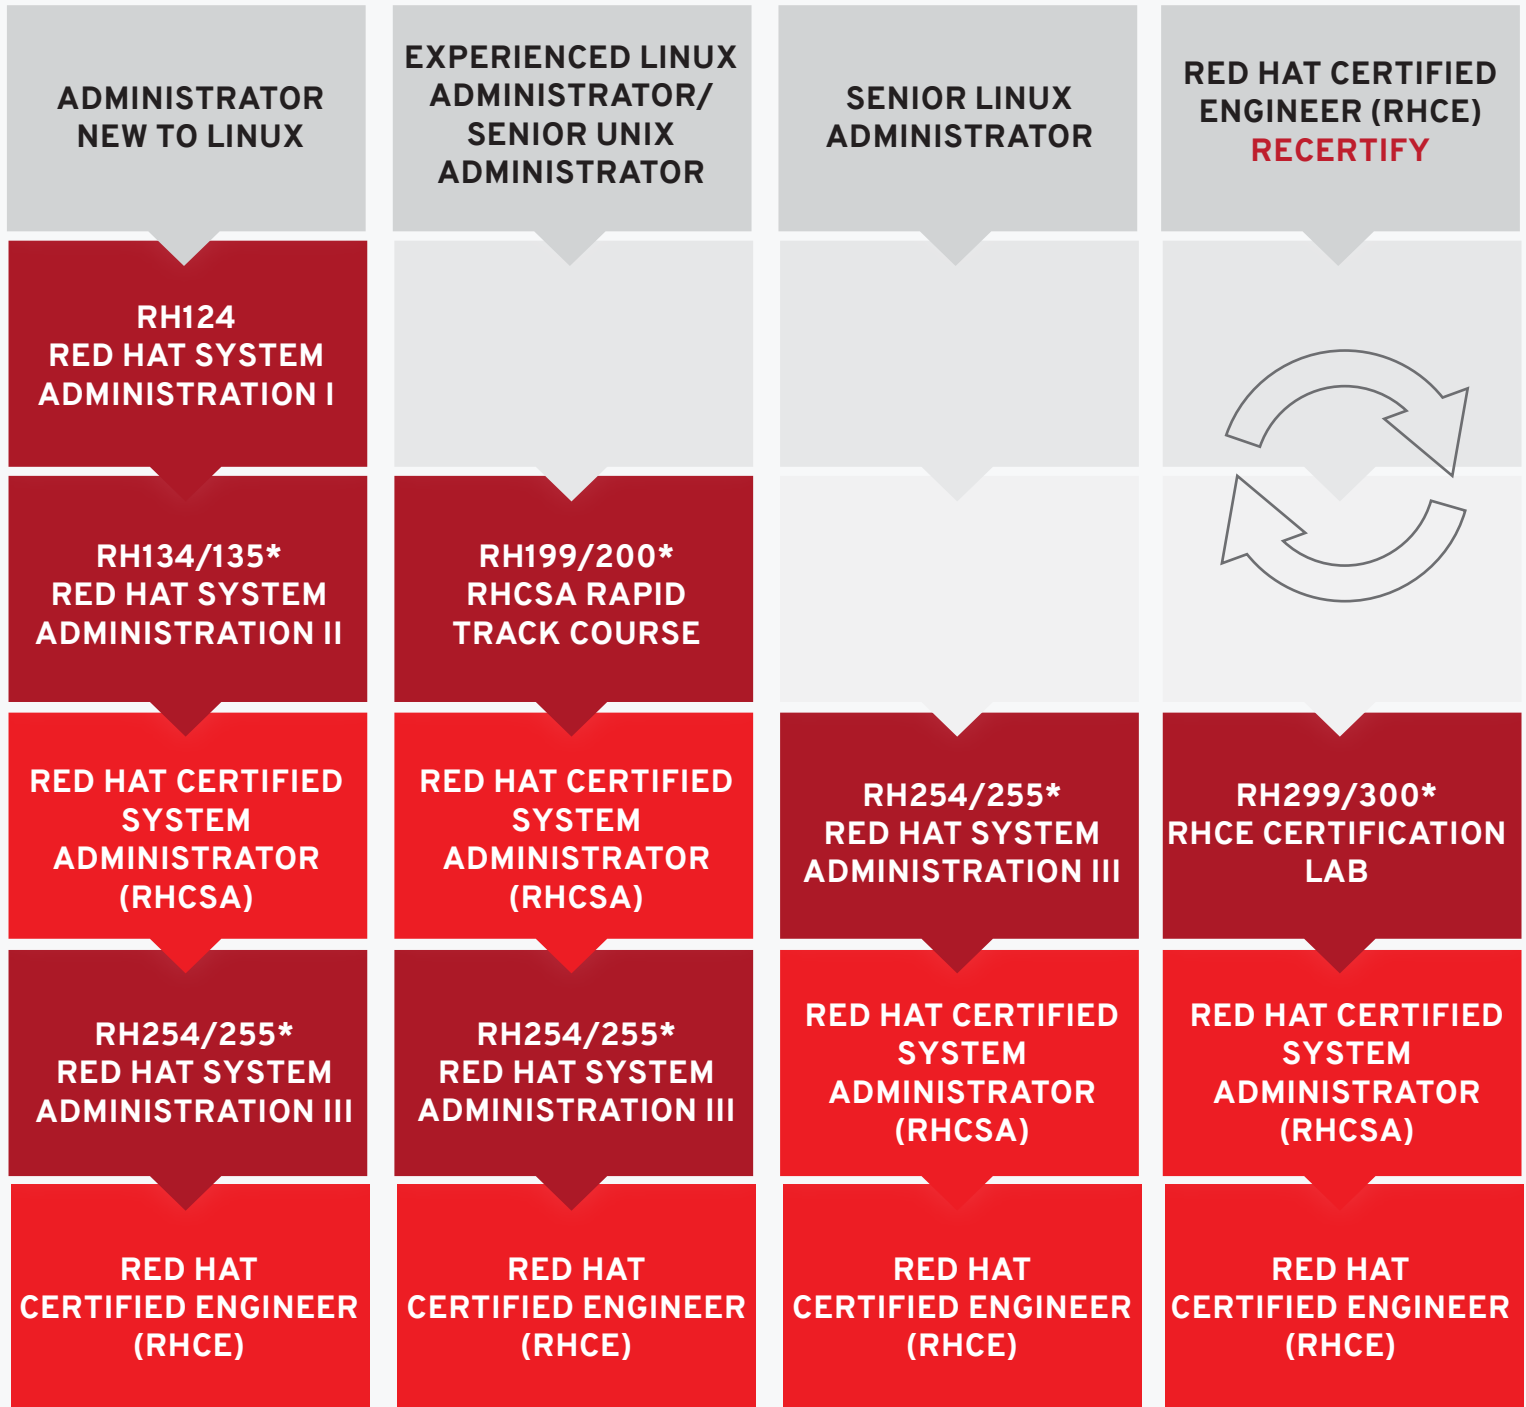 ADMINISTRATOR
NEW TO LINUX
EXPERIENCED LINUX
ADMINISTRATOR/
SENIOR UNIX
ADMINISTRATOR
SENIOR LINUX
ADMINISTRATOR
RED HAT CERTIFIED
ENGINEER (RHCE)
RECERTIFY
RH124
RED HAT SYSTEM
ADMINISTRATION I
RH134/135*
RED HAT SYSTEM
ADMINISTRATION II
RH199/200*
RHCSA RAPID
TRACK COURSE
RED HAT CERTIFIED
SYSTEM
ADMINISTRATOR
(RHCSA)
RED HAT CERTIFIED
SYSTEM
ADMINISTRATOR
(RHCSA)
RH254/255*
RED HAT SYSTEM
ADMINISTRATION III
RH299/300*
RHCE CERTIFICATION
LAB
RH254/255*
RED HAT SYSTEM
ADMINISTRATION III
RH254/255*
RED HAT SYSTEM
ADMINISTRATION III
RED HAT CERTIFIED
SYSTEM
ADMINISTRATOR
(RHCSA)
RED HAT CERTIFIED
SYSTEM
ADMINISTRATOR
(RHCSA)
RED HAT
CERTIFIED ENGINEER
(RHCE)
RED HAT
CERTIFIED ENGINEER
(RHCE)
RED HAT
CERTIFIED ENGINEER
(RHCE)
RED HAT
CERTIFIED ENGINEER
(RHCE)